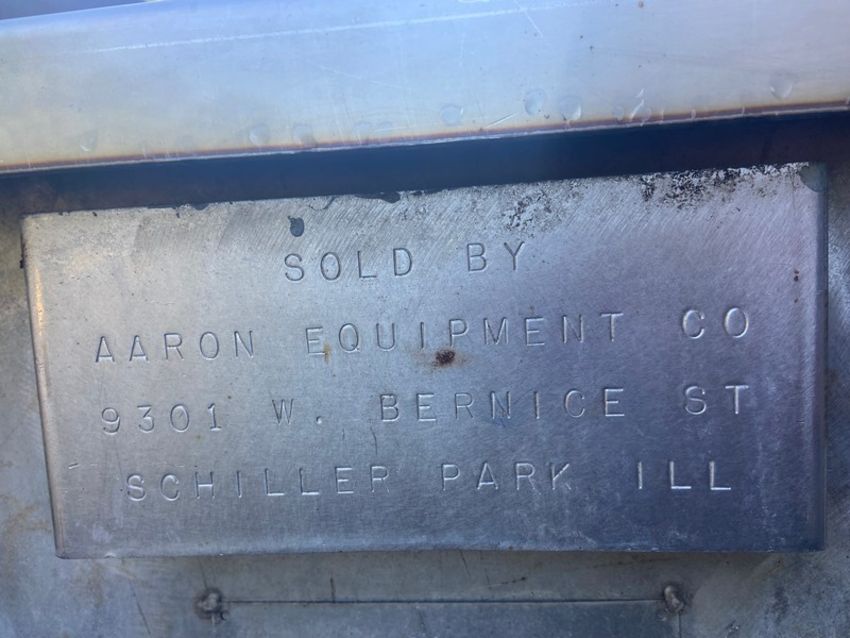 SOLD BY
AARON EQUIPMENT CO
9301 W. BERNICE ST
SCHILLER PARK ILL